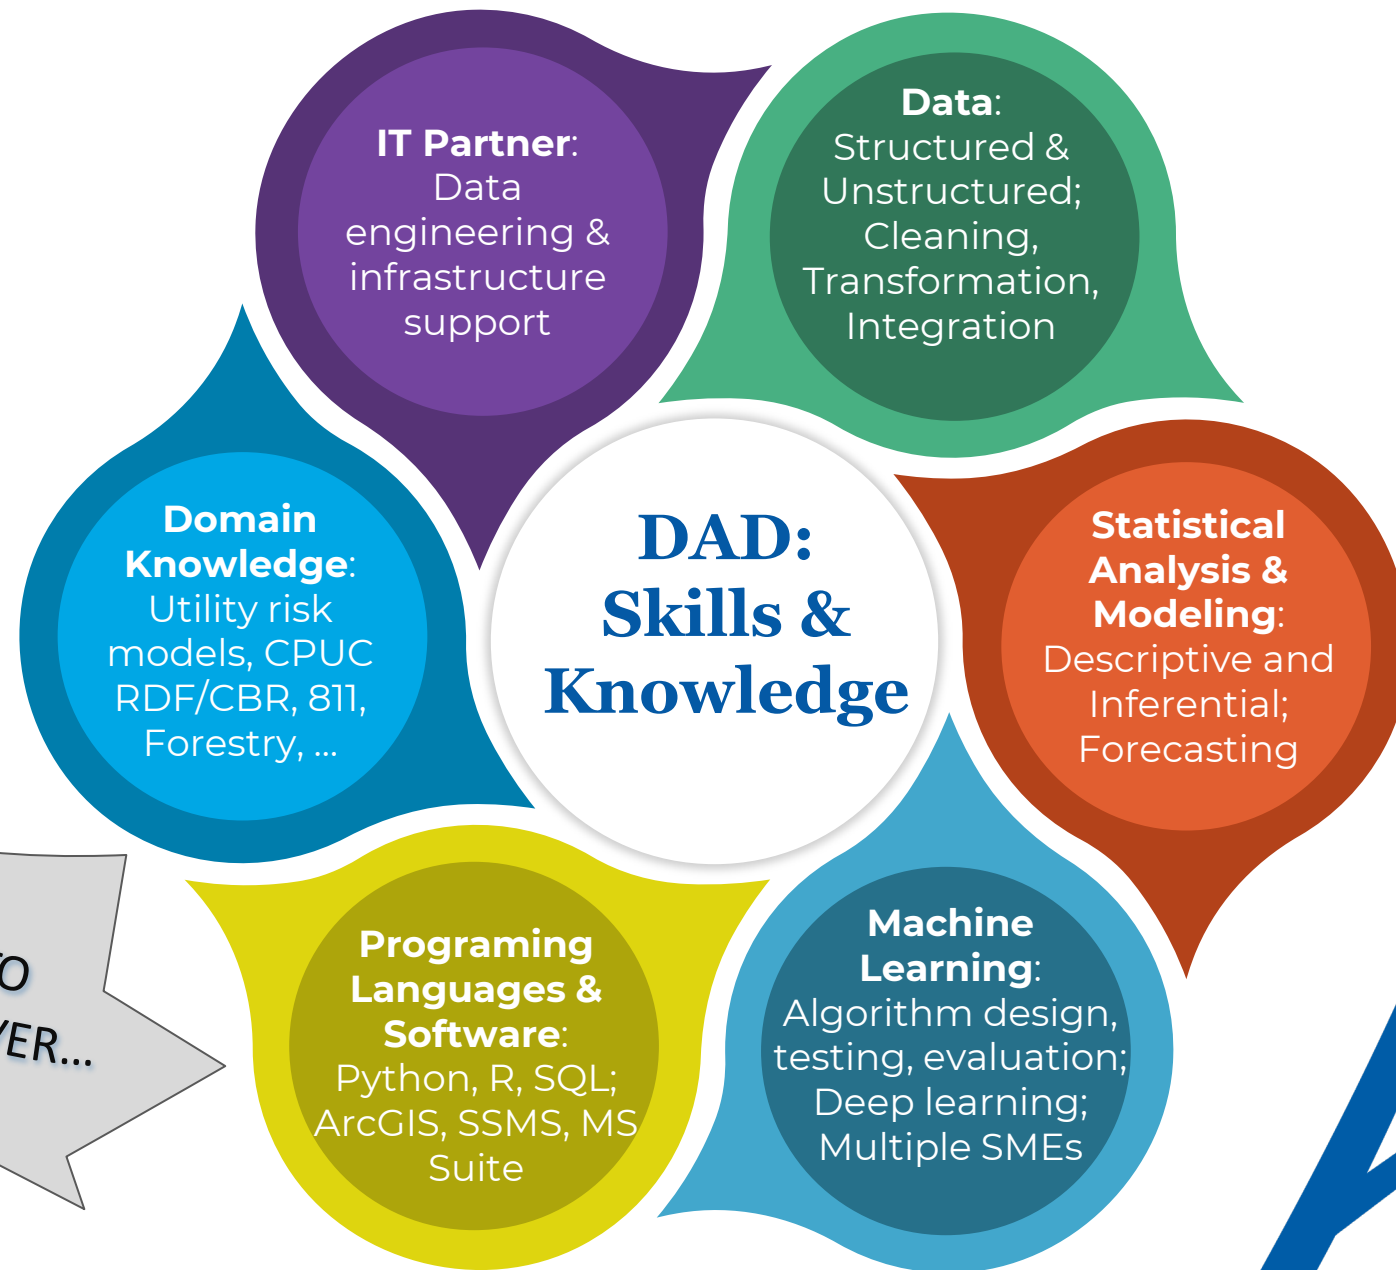 IT Partner:
Data
engineering &
infrastructure
support
Data:
Structured &
Unstructured;
Cleaning,
Transformation,
Integration
Domain
Knowledge:
Utility risk
models, CPUC
RDF/CBR, 811,
Forestry, ...
DAD:
Skills &
Knowledge
Statistical
Analysis &
Modeling:
Descriptive and
Inferential;
Forecasting
Programing
Languages &
Software:
Python, R, SQL;
ArcGIS, SSMS, MS
Suite
Machine
Learning:
Algorithm design,
testing, evaluation;
Deep learning;
Multiple SMEs